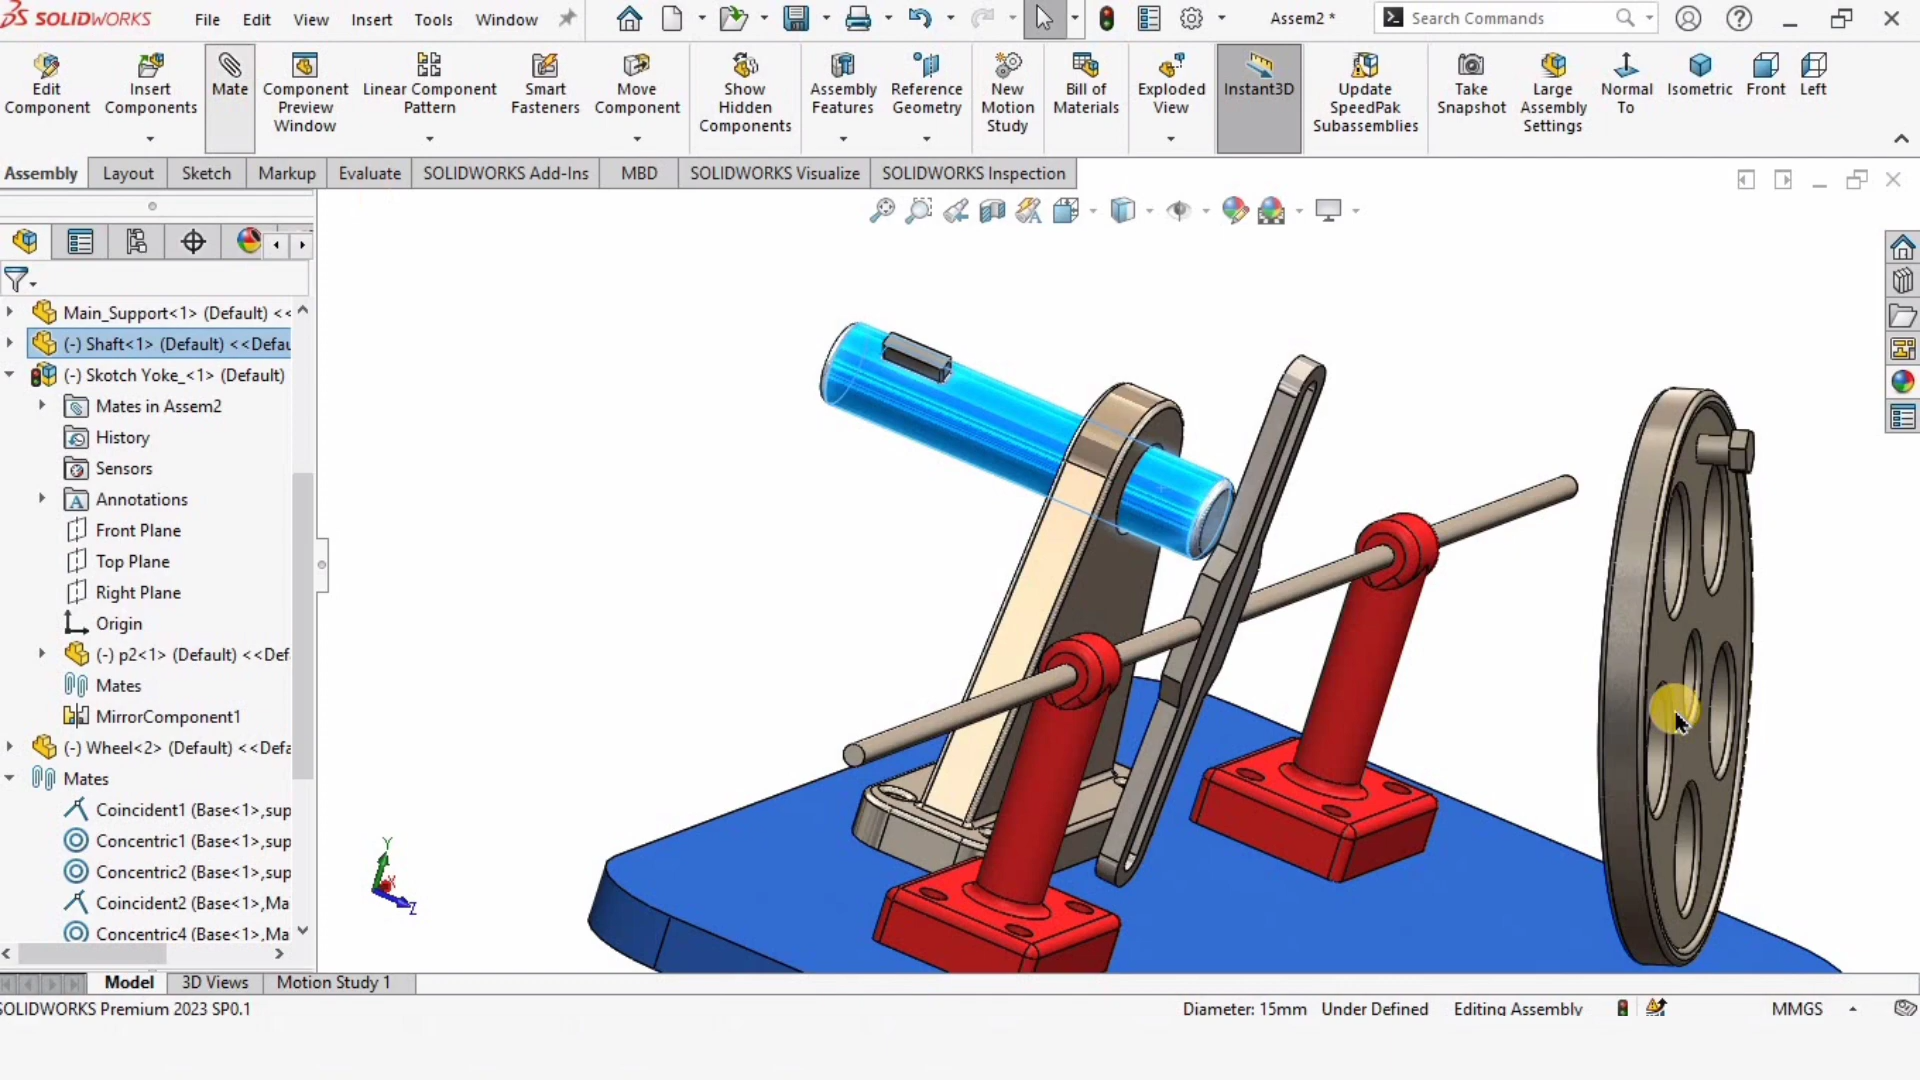 SOLIDWORKS File Edit View Insert Tools Window Assem2 * Search Commands
Edit Component
Insert Components
Mate
Component Preview Window
Linear Component Pattern
Smart Fasteners
Move Component
Show Hidden Components
Assembly Features
Reference Geometry
New Motion Study
Bill of Materials
Exploded View
Instant3D
Update SpeedPak Subassemblies
Take Snapshot
Large Assembly Settings
Normal To
Isometric
Front
Left
Assembly Layout Sketch Markup Evaluate SOLIDWORKS Add-Ins MBD SOLIDWORKS Visualize SOLIDWORKS Inspection
Main_Support<1> (Default) <<
(-) Shaft<1> (Default) <<Defau
(-) Skotch Yoke_<1> (Default)
Mates in Assem2
History
Sensors
Annotations
Front Plane
Top Plane
Right Plane
Origin
(-) p2<1> (Default) <<Def
Mates
MirrorComponent1
(-) Wheel<2> (Default) <<Defa
Mates
Coincident1 (Base<1>,sup
Concentric1 (Base<1>,sup
Concentric2 (Base<1>,sup
Coincident2 (Base<1>,Ma
Concentric4 (Base<1>,Ma
Y
X
Z
Model 3D Views Motion Study 1
SOLIDWORKS Premium 2023 SP0.1 Diameter: 15mm Under Defined Editing Assembly MMGS